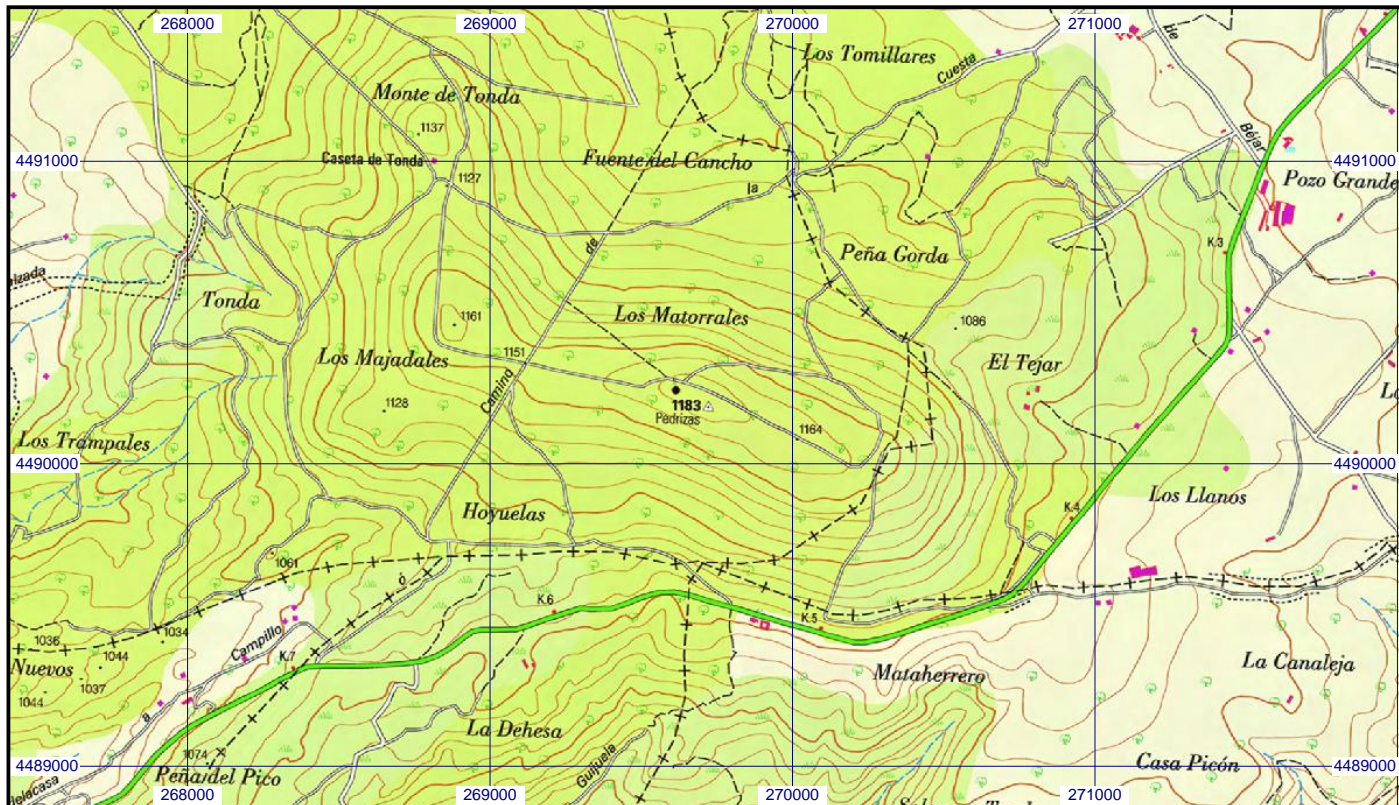 268000
269000
270000
271000
Los Tomillares
Cuesta
de
Monte de Tonda
1137
Béjar
4491000
Caseta de Tonda
Fuente del Cancho
4491000
1127
la
Pozo Grande
de
K.3
Peña Gorda
Tonda
Los Matorrales
1161
1086
Los Majadales
1151
El Tejar
Camino
1128
1183
Pedrizas
1164
Los Trampales
4490000
4490000
Hoyuelas
Los Llanos
K.4
1061
ò
K.6
K.5
1036
1034
Campillo
Nuevos
1044
K.7
1037
1044
Mataherrero
La Canaleja
a
La Dehesa
1074
Guijuela
4489000
Peña del Pico
Casa Picón
4489000
268000
269000
270000
271000